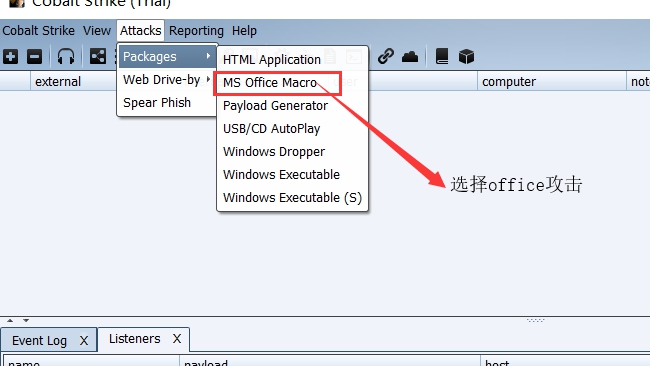 Cobalt Strike (Trial)
Cobalt Strike View Attacks Reporting Help
Packages
Web Drive-by
Spear Phish
HTML Application
MS Office Macro
Payload Generator
USB/CD AutoPlay
Windows Dropper
Windows Executable
Windows Executable (S)
external computer not
选择office攻击
Event Log X Listeners X
name payload host